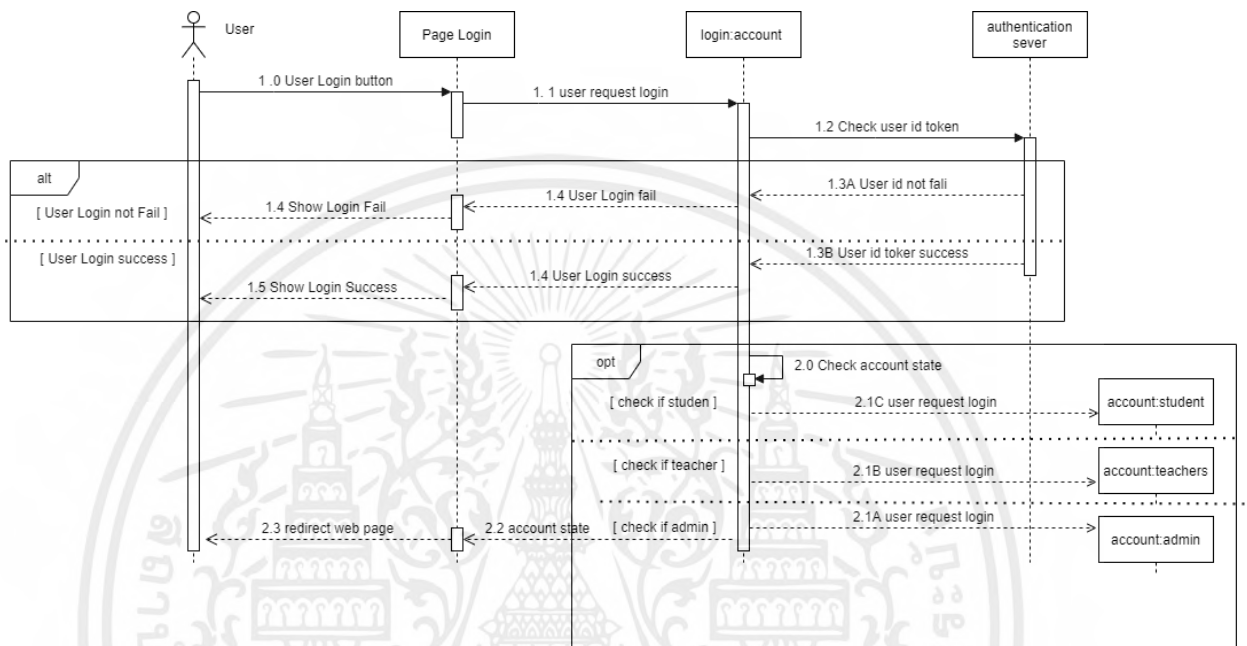 User
Page Login
login:account
authentication
sever
1 .0 User Login button
1. 1 user request login
1.2 Check user id token
alt
1.3A User id not fali
1.4 User Login fail
[ User Login not Fail ]
1.4 Show Login Fail
[ User Login success ]
1.3B User id toker success
1.4 User Login success
1.5 Show Login Success
opt
2.0 Check account state
[ check if studen ]
2.1C user request login
account:student
[ check if teacher ]
2.1B user request login
account:teachers
2.1A user request login
2.3 redirect web page
2.2 account state
[ check if admin ]
account:admin